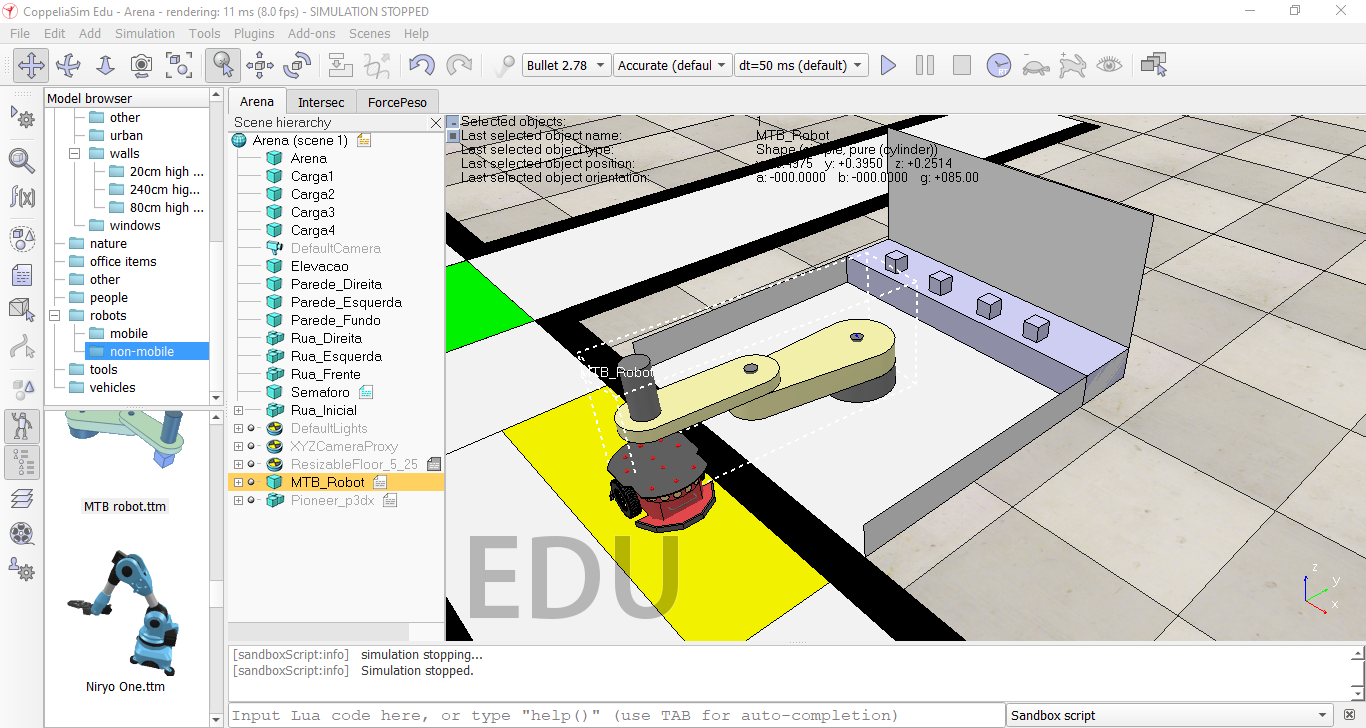 CoppeliaSim Edu - Arena - rendering: 11 ms (8.0 fps) - SIMULATION STOPPED
File Edit Add Simulation Tools Plugins Add-ons Scenes Help
Bullet 2.78 Accurate (defaul dt=50 ms (default)
RT
f(x)
Model browser
other
urban
walls
20cm high ...
240cm hig...
80cm high ...
windows
nature
office items
other
people
robots
mobile
non-mobile
tools
vehicles
MTB robot.ttm
Niryo One.ttm
Arena Intersec ForcePeso
Scene hierarchy
Arena (scene 1)
Arena
Carga1
Carga2
Carga3
Carga4
DefaultCamera
Elevacao
Parede_Direita
Parede_Esquerda
Parede_Fundo
Rua_Direita
Rua_Esquerda
Rua_Frente
Semaforo
Rua_Inicial
DefaultLights
XYZCameraProxy
ResizableFloor_5_25
MTB_Robot
Pioneer_p3dx
Selected objects: 1
Last selected object name: MTB_Robot
Last selected object type: Shape (simple, pure (cylinder))
Last selected object position: y: +0.3950 z: +0.2514
Last selected object orientation: a: -000.0000 b: -000.0000 g: +085.00
MTB_Robot
EDU
z
y
x
[sandboxScript:info] simulation stopping...
[sandboxScript:info] Simulation stopped.
Input Lua code here, or type "help()" (use TAB for auto-completion)
Sandbox script